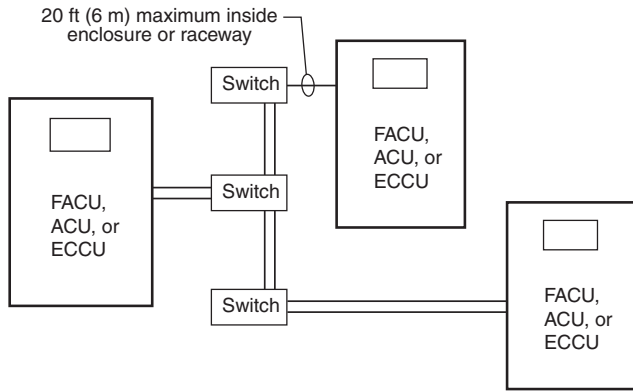 20 ft (6 m) maximum inside
enclosure or raceway
Switch
FACU,
ACU, or
ECCU
Switch
FACU,
ACU, or
ECCU
Switch
FACU,
ACU, or
ECCU